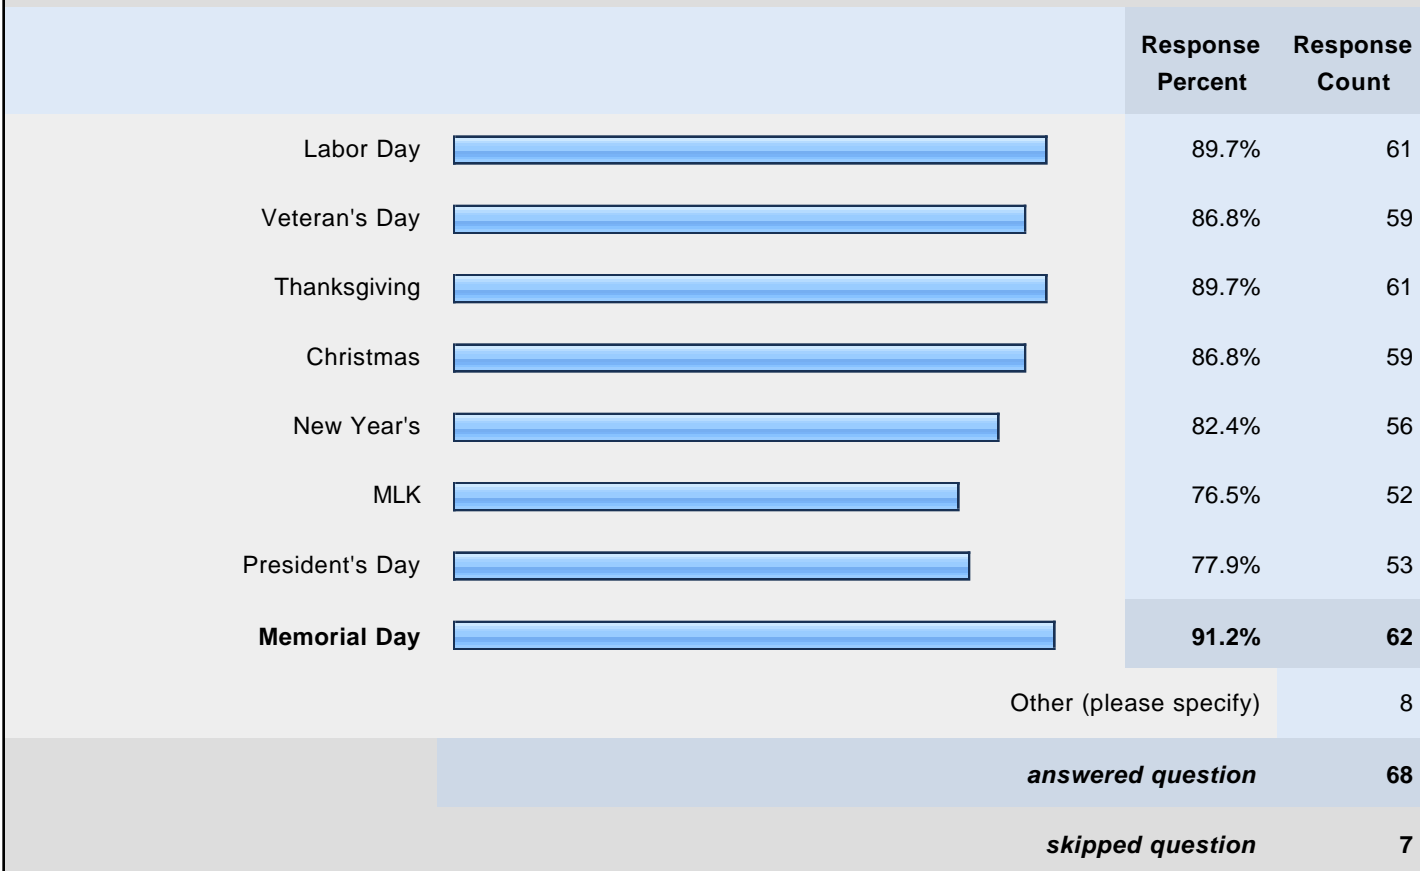 Response Percent Response Count
Labor Day 89.7% 61
Veteran's Day 86.8% 59
Thanksgiving 89.7% 61
Christmas 86.8% 59
New Year's 82.4% 56
MLK 76.5% 52
President's Day 77.9% 53
Memorial Day 91.2% 62
Other (please specify) 8
answered question 68
skipped question 7